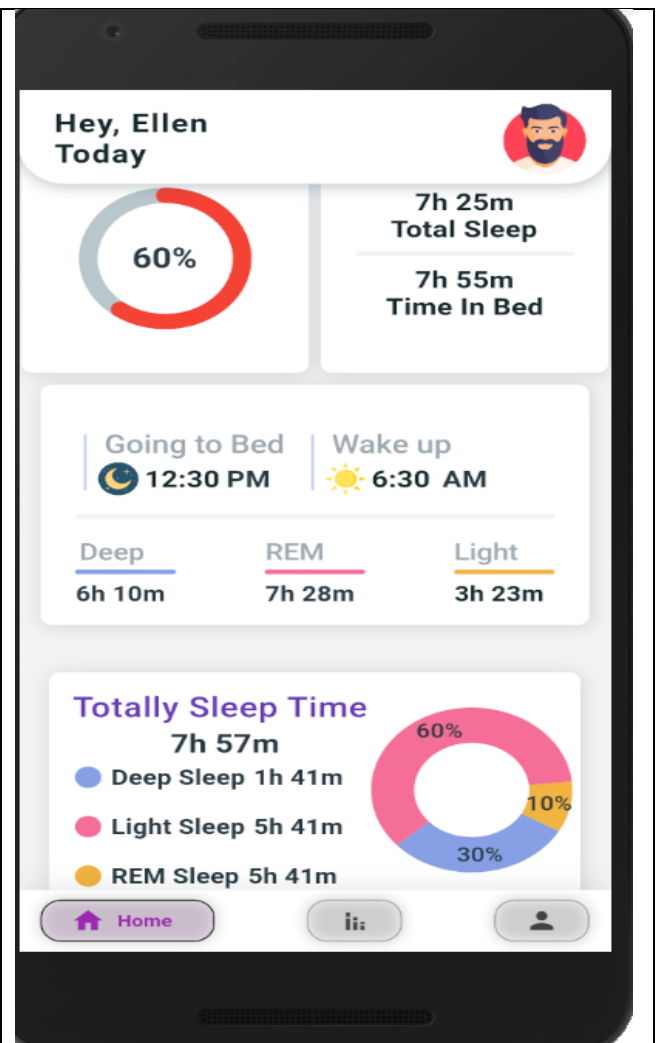 Hey, Ellen
Today
60%
7h 25m
Total Sleep
7h 55m
Time In Bed
Going to Bed
12:30 PM
Wake up
6:30 AM
Deep
6h 10m
REM
7h 28m
Light
3h 23m
Totally Sleep Time
7h 57m
Deep Sleep 1h 41m
Light Sleep 5h 41m
REM Sleep 5h 41m
60%
10%
30%
Home